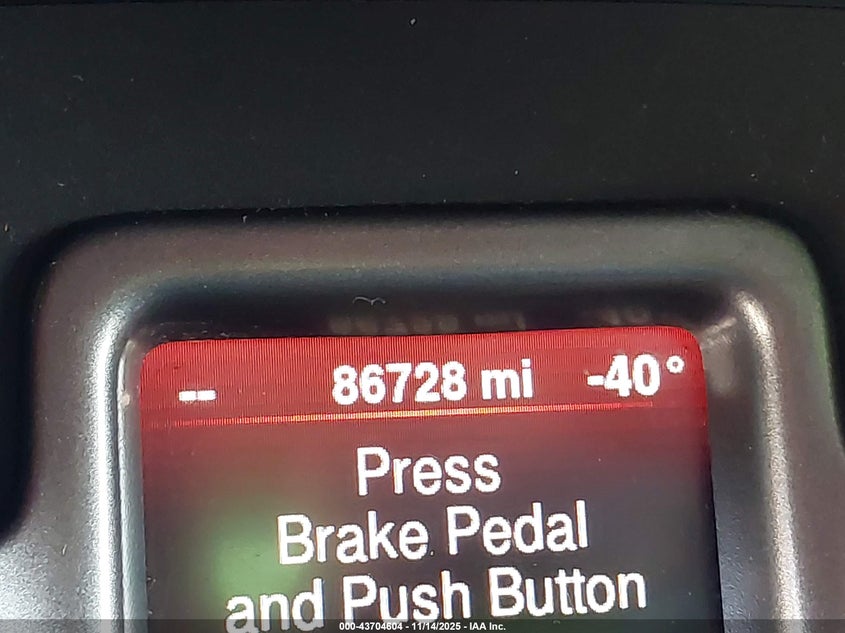 -- 86728 mi -40°
Press
Brake Pedal
and Push Button
000-43704604 - 11/14/2025 - IAA Inc.